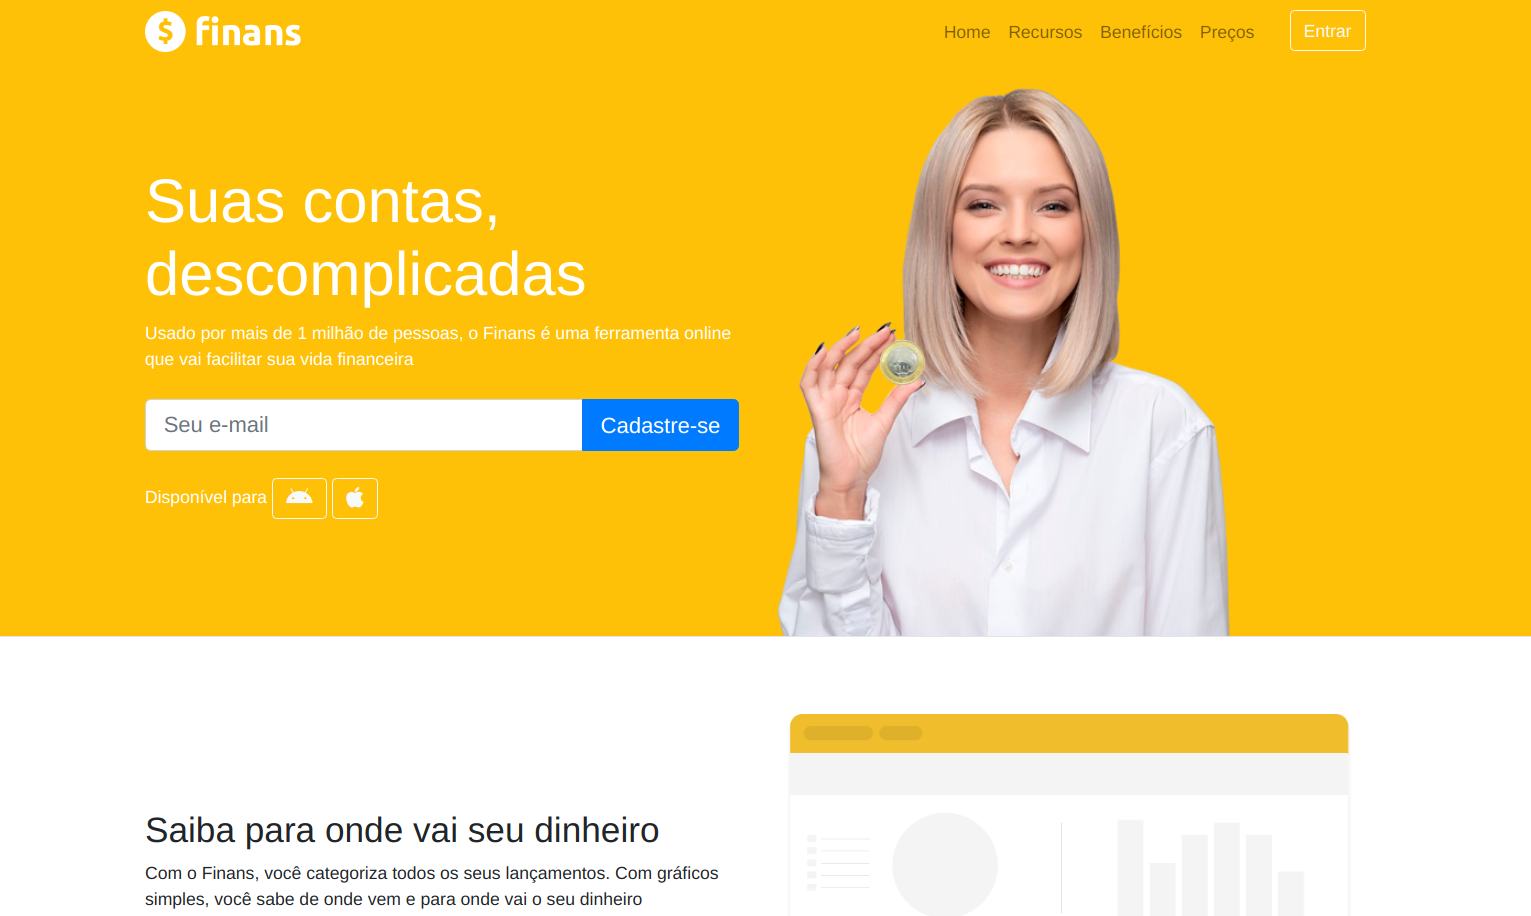 finans
Home Recursos Benefícios Preços Entrar
Suas contas,
descomplicadas
Usado por mais de 1 milhão de pessoas, o Finans é uma ferramenta online
que vai facilitar sua vida financeira
Seu e-mail Cadastre-se
Disponível para
Saiba para onde vai seu dinheiro
Com o Finans, você categoriza todos os seus lançamentos. Com gráficos
simples, você sabe de onde vem e para onde vai o seu dinheiro